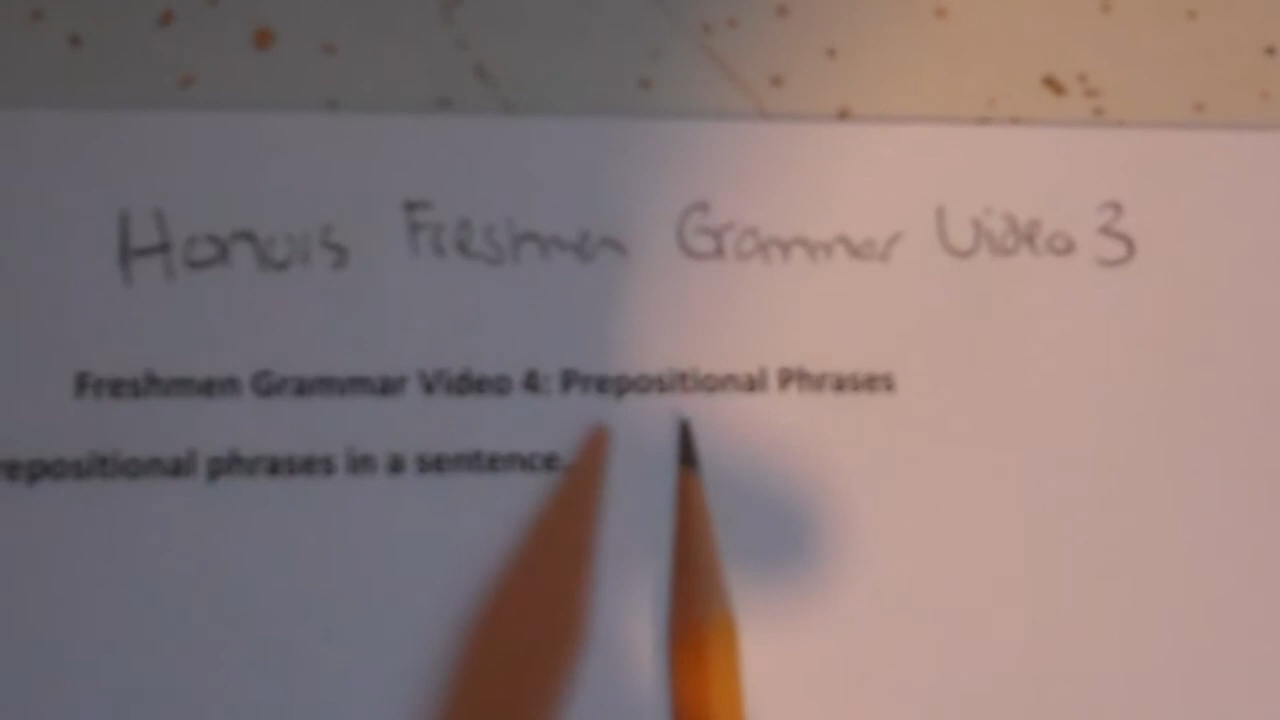 Honors Freshmen Grammar Video 3
Freshmen Grammar Video 4: Prepositional Phrases
repositional phrases in a sentence.